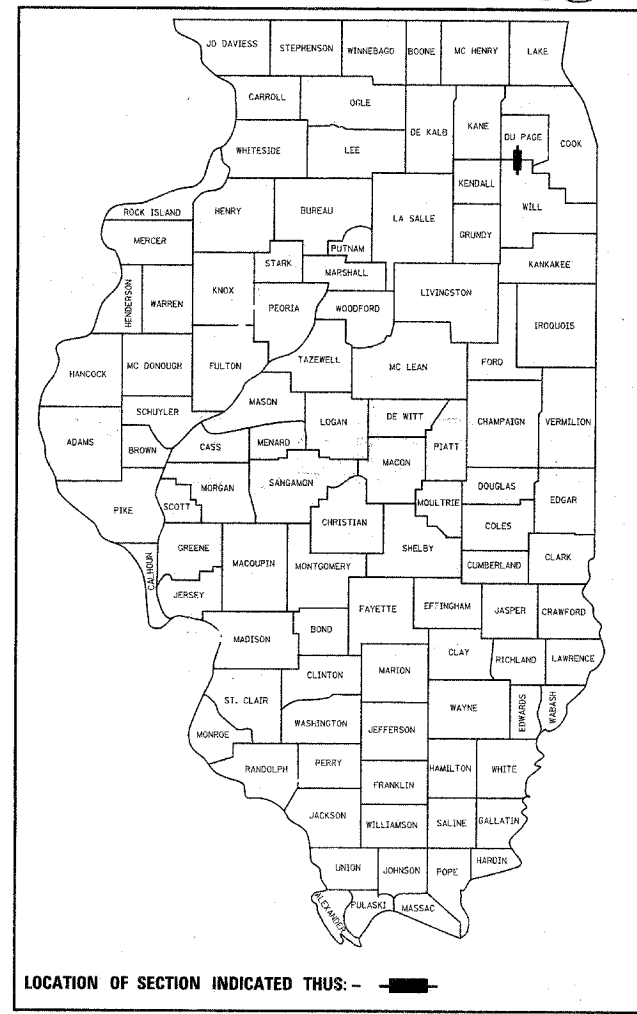 JO DAVIESS STEPHENSON WINNEBAGO BOONE MC HENRY LAKE
CARROLL OGLE DE KALB KANE DU PAGE COOK
WHITESIDE LEE
KENDALL WILL
ROCK ISLAND HENRY BUREAU LA SALLE GRUNDY
MERCER PUTNAM
STARK MARSHALL KANKAKEE
HENDERSON WARREN KNOX PEORIA WOODFORD LIVINGSTON IROQUOIS
HANCOCK MC DONOUGH FULTON TAZEWELL MC LEAN FORD
SCHUYLER MASON
ADAMS BROWN CASS MENARD LOGAN DE WITT PIATT CHAMPAIGN VERMILION
MACON
PIKE SCOTT MORGAN SANGAMON CHRISTIAN MOULTRIE DOUGLAS EDGAR
COLES
CALHOUN GREENE MACOUPIN MONTGOMERY SHELBY CUMBERLAND CLARK
JERSEY
MADISON BOND FAYETTE EFFINGHAM JASPER CRAWFORD
CLINTON MARION CLAY RICHLAND LAWRENCE
ST. CLAIR WASHINGTON JEFFERSON WAYNE EDWARDS WABASH
MONROE
RANDOLPH PERRY FRANKLIN HAMILTON WHITE
JACKSON WILLIAMSON SALINE GALLATIN
UNION JOHNSON POPE HARDIN
ALEXANDER PULASKI MASSAC
LOCATION OF SECTION INDICATED THUS: -